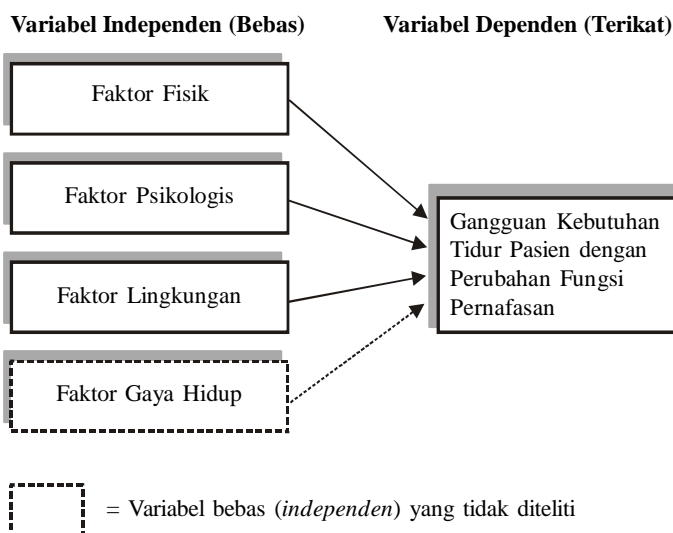 Variabel Independen (Bebas) Variabel Dependen (Terikat)
Faktor Fisik
Faktor Psikologis
Faktor Lingkungan
Faktor Gaya Hidup
Gangguan Kebutuhan
Tidur Pasien dengan
Perubahan Fungsi
Pernafasan
= Variabel bebas (independen) yang tidak diteliti